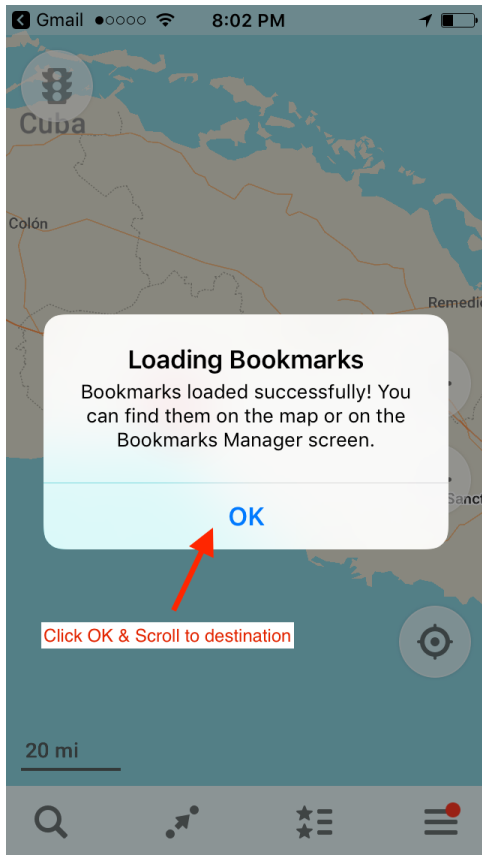 Gmail 8:02 PM
Cuba
Colón
Loading Bookmarks
Bookmarks loaded successfully! You
can find them on the map or on the
Bookmarks Manager screen.
OK
Click OK & Scroll to destination
20 mi